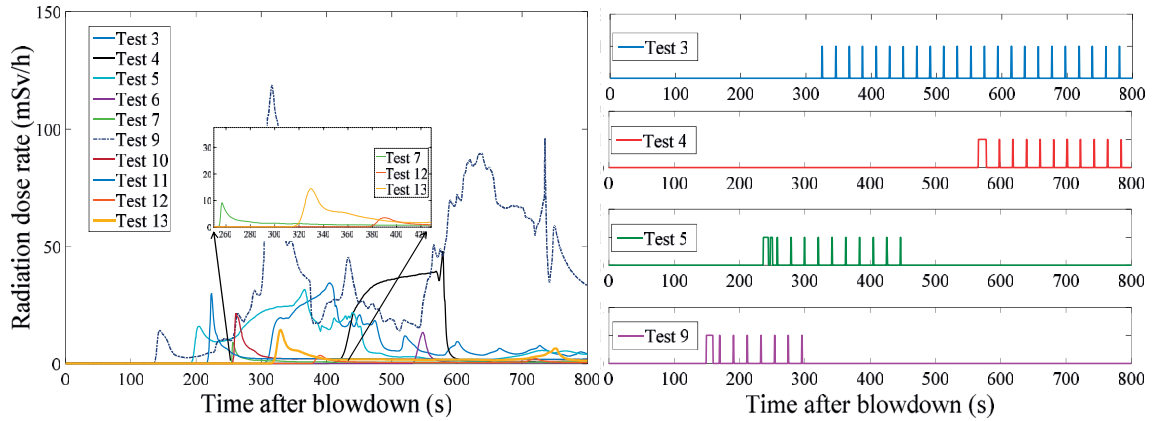 150
100
50
0
Radiation dose rate (mSv/h)
Test 3
Test 4
Test 5
Test 6
Test 7
Test 9
Test 10
Test 11
Test 12
Test 13
30
20
10
0
Test 7
Test 12
Test 13
260 280 300 320 340 360 380 400 420
0 100 200 300 400 500 600 700 800
Time after blowdown (s)
Test 3
0 100 200 300 400 500 600 700 800
Test 4
0 100 200 300 400 500 600 700 800
Test 5
0 100 200 300 400 500 600 700 800
Test 9
0 100 200 300 400 500 600 700 800
Time after blowdown (s)